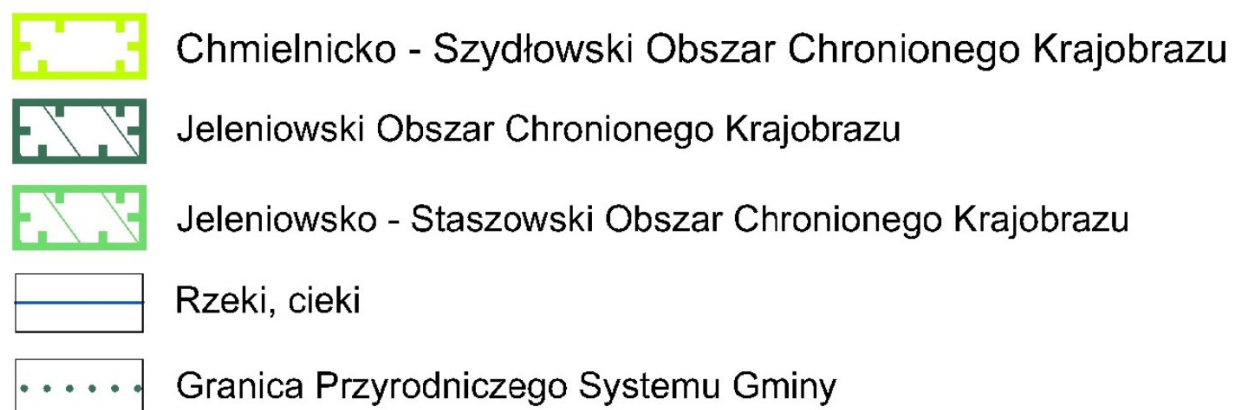 Chmielnicko - Szydłowski Obszar Chronionego Krajobrazu
Jeleniowski Obszar Chronionego Krajobrazu
Jeleniowsko - Staszowski Obszar Chronionego Krajobrazu
Rzeki, cieki
Granica Przyrodniczego Systemu Gminy